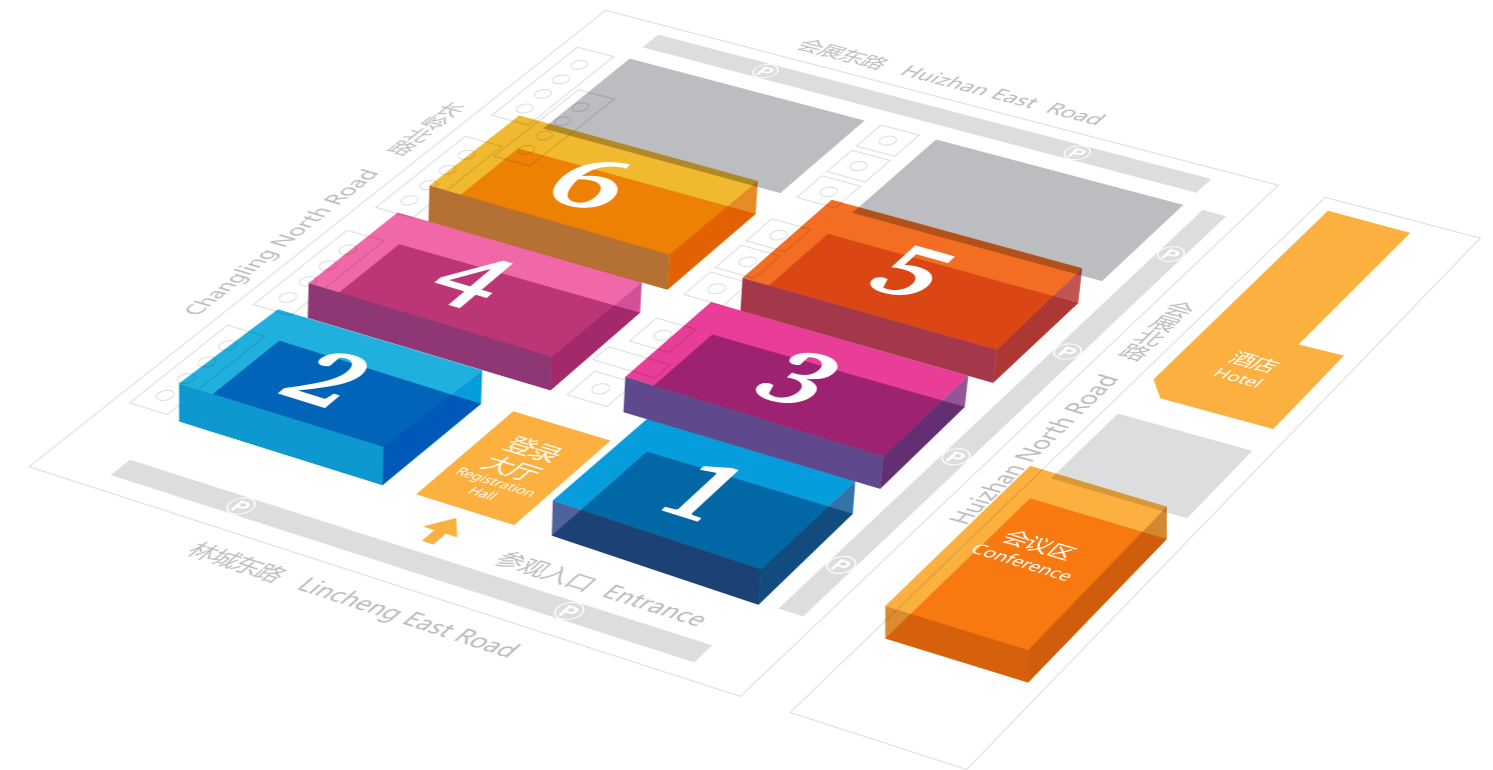 会展东路 Huizhan East Road
Ⓟ
Ⓟ
长岭北路
Changling North Road
6
5
4
3
2
1
Ⓟ
Ⓟ
Ⓟ
Ⓟ
会展北路
Huizhan North Road
酒店
Hotel
登录
大厅
Registration
Hall
会议区
Conference
Ⓟ
Ⓟ
参观入口 Entrance
林城东路 Lincheng East Road